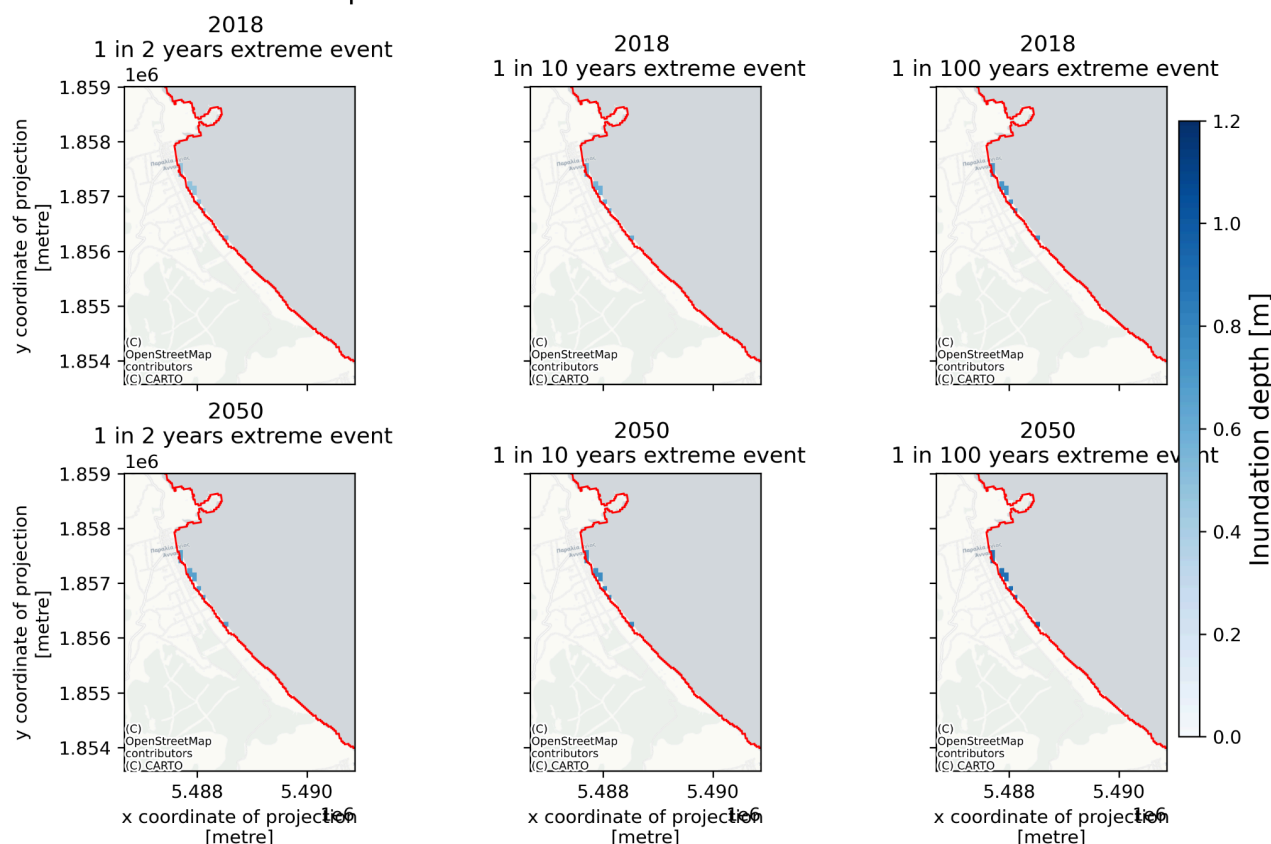 2018
1 in 2 years extreme event
2018
1 in 10 years extreme event
2018
1 in 100 years extreme event
1e6
1.859
1.858
1.857
1.856
1.855
1.854
y coordinate of projection
[metre]
Παραλία
(C)
OpenStreetMap
contributors
(C) CARTO
Παραλία
(C)
OpenStreetMap
contributors
(C) CARTO
Παραλία
(C)
OpenStreetMap
contributors
(C) CARTO
1.2
1.0
0.8
0.6
0.4
0.2
0.0
Inundation depth [m]
2050
1 in 2 years extreme event
2050
1 in 10 years extreme event
2050
1 in 100 years extreme event
1e6
1.859
1.858
1.857
1.856
1.855
1.854
y coordinate of projection
[metre]
Παραλία
(C)
OpenStreetMap
contributors
(C) CARTO
Παραλία
(C)
OpenStreetMap
contributors
(C) CARTO
Παραλία
(C)
OpenStreetMap
contributors
(C) CARTO
5.488 5.490
1e6
x coordinate of projection
[metre]
5.488 5.490
1e6
x coordinate of projection
[metre]
5.488 5.490
1e6
x coordinate of projection
[metre]